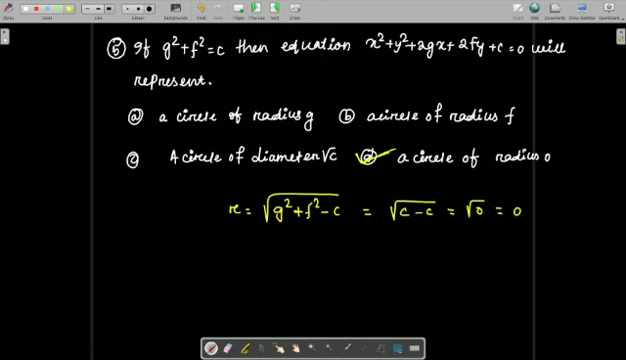 ⑤ If g²+f²=c then equation x²+y²+2gx+2fy+c=0 will
represent.
ⓐ a circle of radius g ⓑ a circle of radius f
ⓒ A circle of diameter √c ⓓ a circle of radius 0
r = √(g²+f²-c) = √(c-c) = √0 = 0